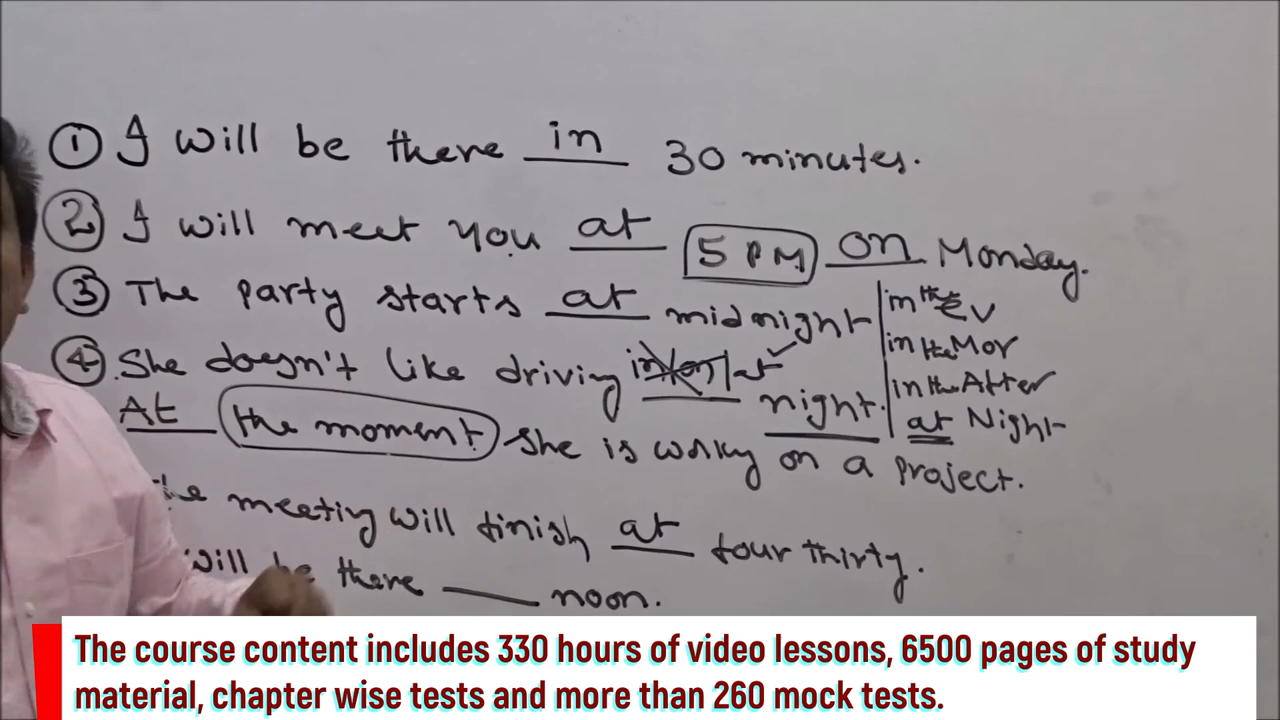 ① I will be there in 30 minutes.
② I will meet you at 5 PM on Monday.
③ The party starts at midnight
④ She doesn't like driving in/on/at night.
in the Ev
in the Mor
in the After
at Night
At the moment she is worky on a project.
The meeting will finish at four thirty.
will be there ___ noon.
The course content includes 330 hours of video lessons, 6500 pages of study
material, chapter wise tests and more than 260 mock tests.